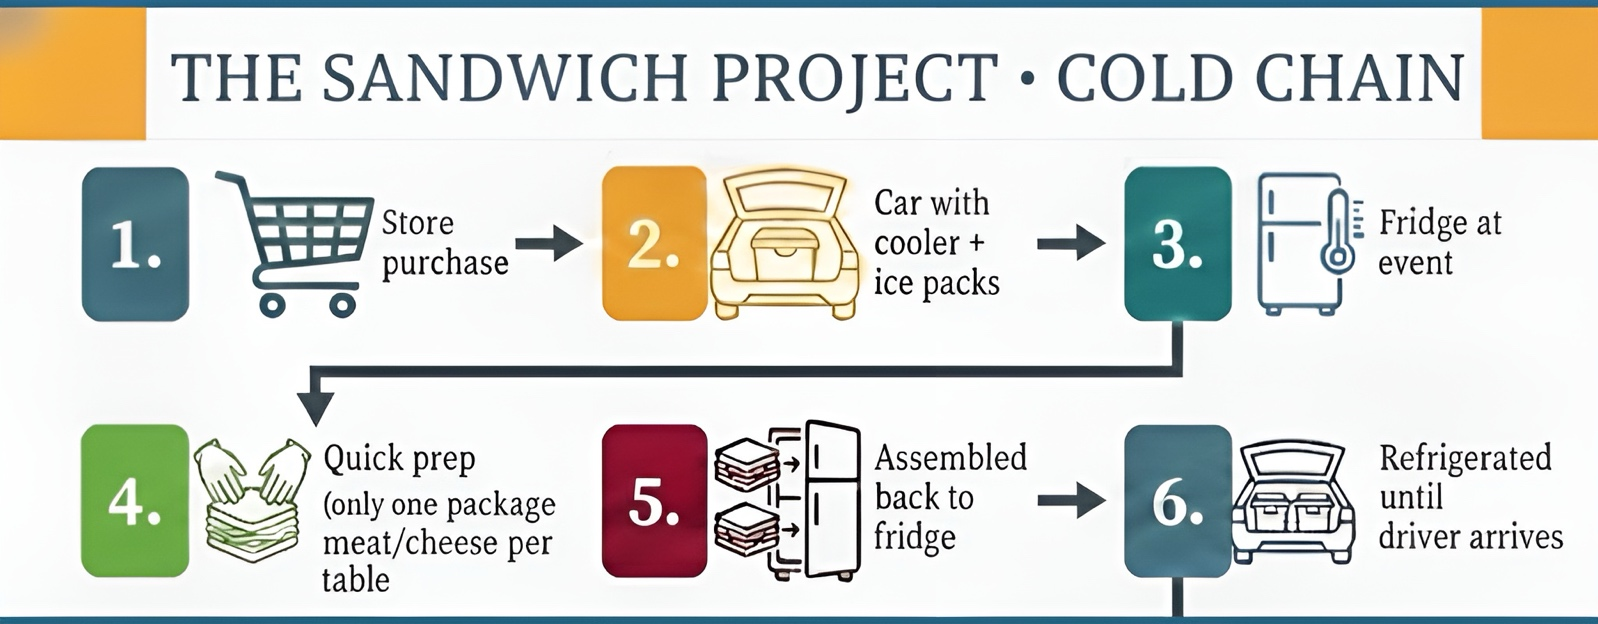 THE SANDWICH PROJECT • COLD CHAIN
1.
Store
purchase
2.
Car with
cooler +
ice packs
3.
Fridge at
event
4.
Quick prep
(only one package
meat/cheese per
table
5.
Assembled
back to
fridge
6.
Refrigerated
until
driver arrives